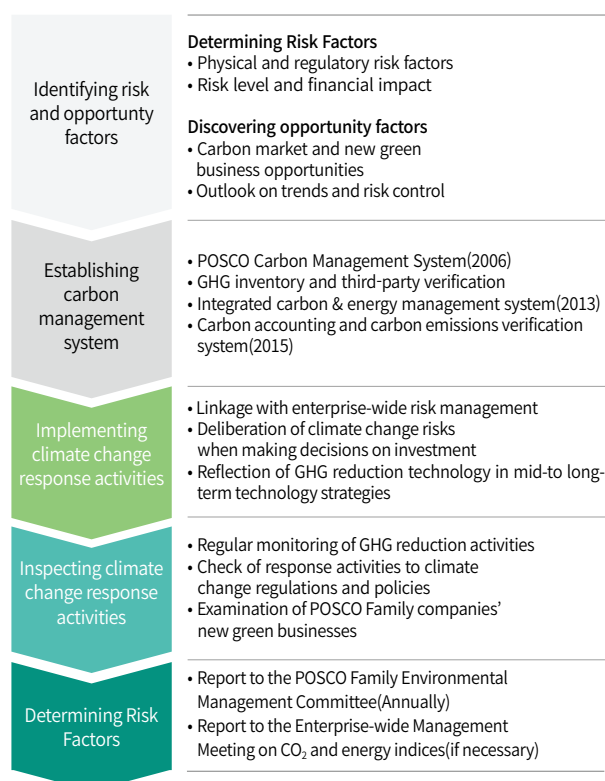 Identifying risk
and opportunty
factors
Determining Risk Factors
• Physical and regulatory risk factors
• Risk level and financial impact
Discovering opportunity factors
• Carbon market and new green
business opportunities
• Outlook on trends and risk control
Establishing
carbon
management
system
• POSCO Carbon Management System(2006)
• GHG inventory and third-party verification
• Integrated carbon & energy management system(2013)
• Carbon accounting and carbon emissions verification
system(2015)
Implementing
climate change
response activities
• Linkage with enterprise-wide risk management
• Deliberation of climate change risks
when making decisions on investment
• Reflection of GHG reduction technology in mid-to long-
term technology strategies
Inspecting climate
change response
activities
• Regular monitoring of GHG reduction activities
• Check of response activities to climate
change regulations and policies
• Examination of POSCO Family companies'
new green businesses
Determining Risk
Factors
• Report to the POSCO Family Environmental
Management Committee(Annually)
• Report to the Enterprise-wide Management
Meeting on CO₂ and energy indices(if necessary)